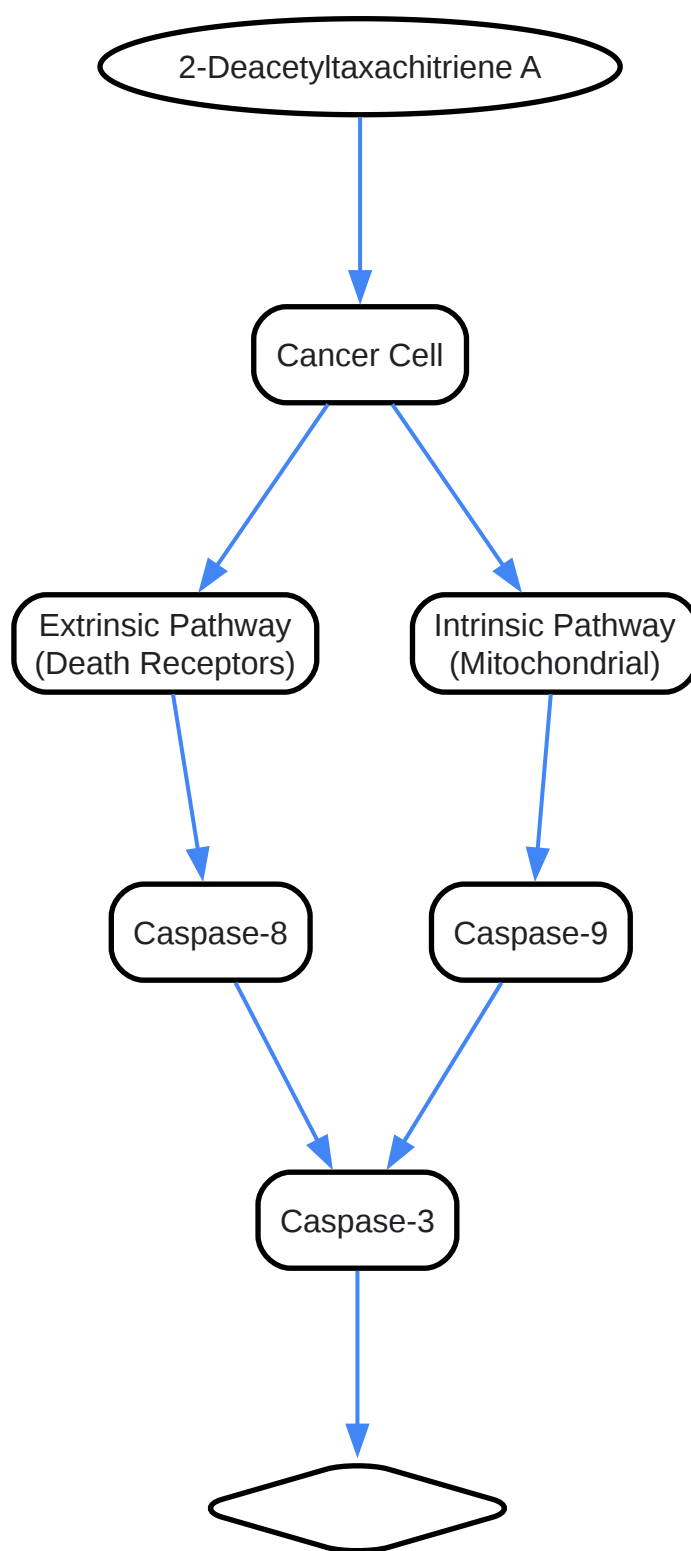 2-Deacetyltaxachitriene A
Cancer Cell
Extrinsic Pathway
(Death Receptors)
Intrinsic Pathway
(Mitochondrial)
Caspase-8
Caspase-9
Caspase-3